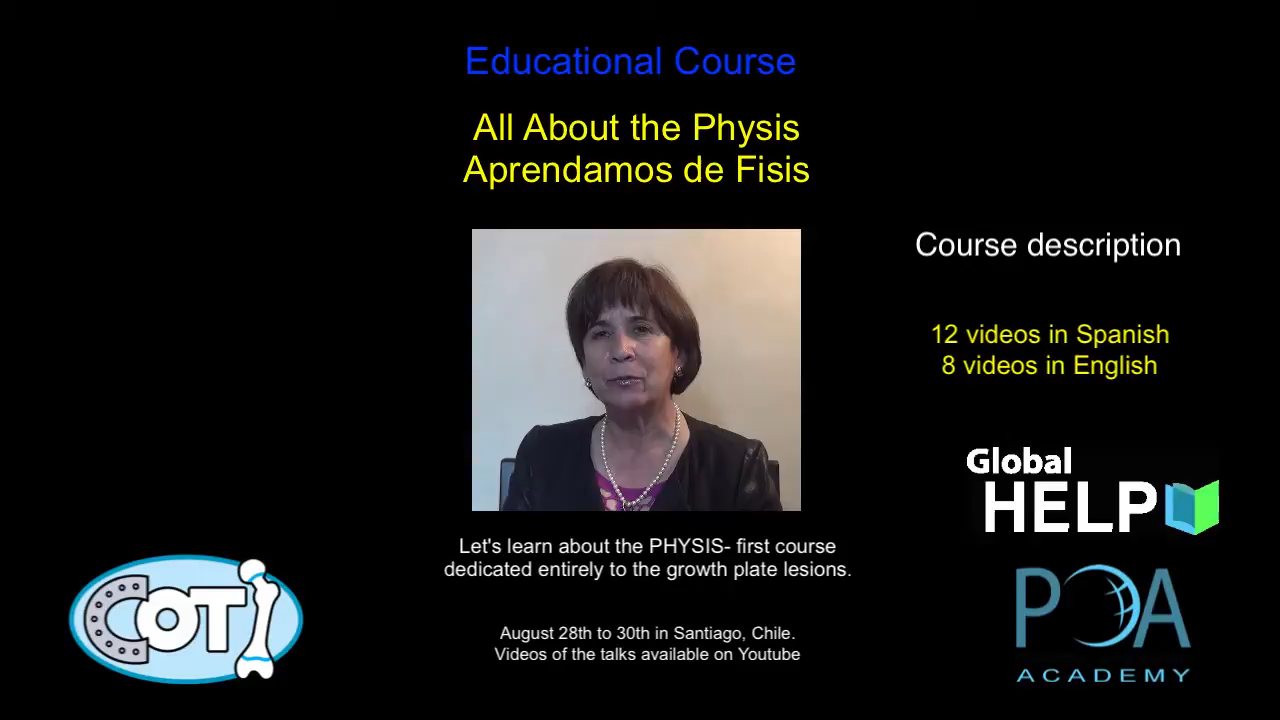 Educational Course
All About the Physis
Aprendamos de Fisis
Course description
12 videos in Spanish
8 videos in English
Global
HELP
Let's learn about the PHYSIS- first course
dedicated entirely to the growth plate lesions.
August 28th to 30th in Santiago, Chile.
Videos of the talks available on Youtube
COTI
POA
ACADEMY